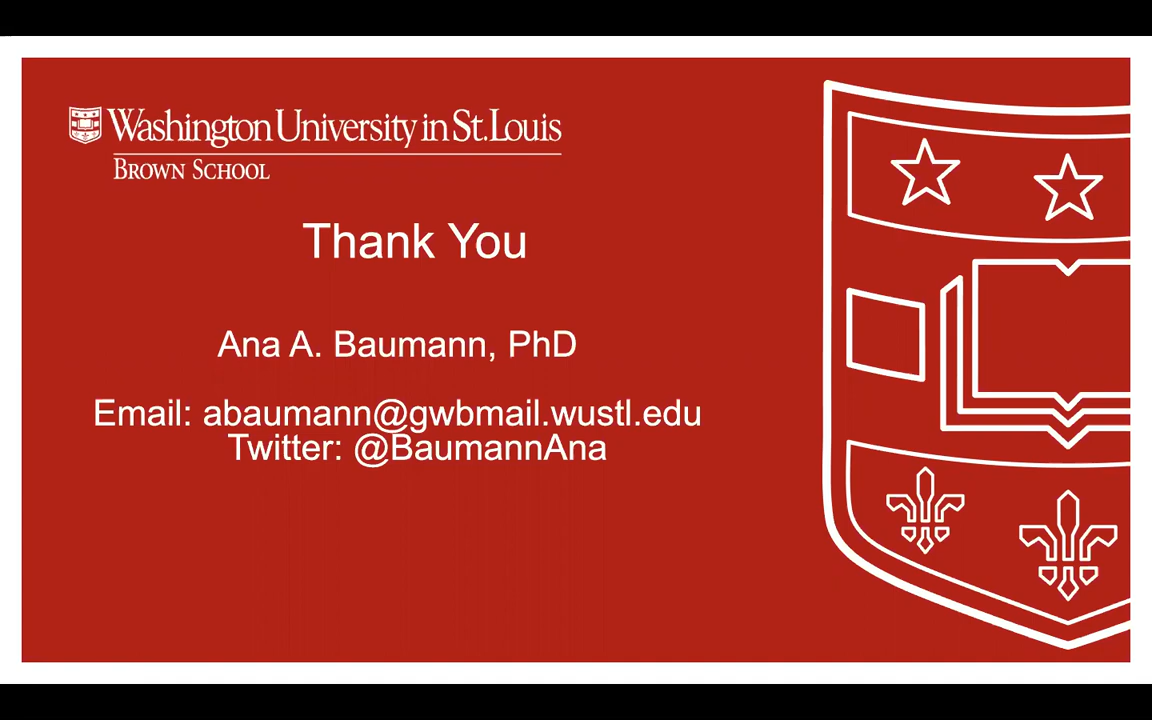 Washington University in St. Louis
Brown School
Thank You
Ana A. Baumann, PhD
Email: abaumann@gwbmail.wustl.edu
Twitter: @BaumannAna